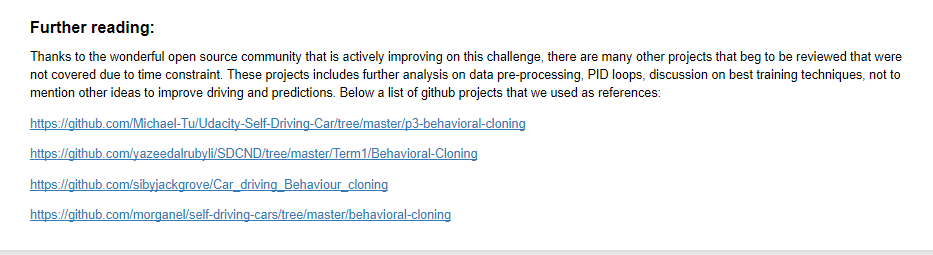 Further reading:
Thanks to the wonderful open source community that is actively improving on this challenge, there are many other projects that beg to be reviewed that were
not covered due to time constraint. These projects includes further analysis on data pre-processing, PID loops, discussion on best training techniques, not to
mention other ideas to improve driving and predictions. Below a list of github projects that we used as references:
https://github.com/Michael-Tu/Udacity-Self-Driving-Car/tree/master/p3-behavioral-cloning
https://github.com/yazeedalrubyli/SDCND/tree/master/Term1/Behavioral-Cloning
https://github.com/sibyjackgrove/Car_driving_Behaviour_cloning
https://github.com/morganel/self-driving-cars/tree/master/behavioral-cloning